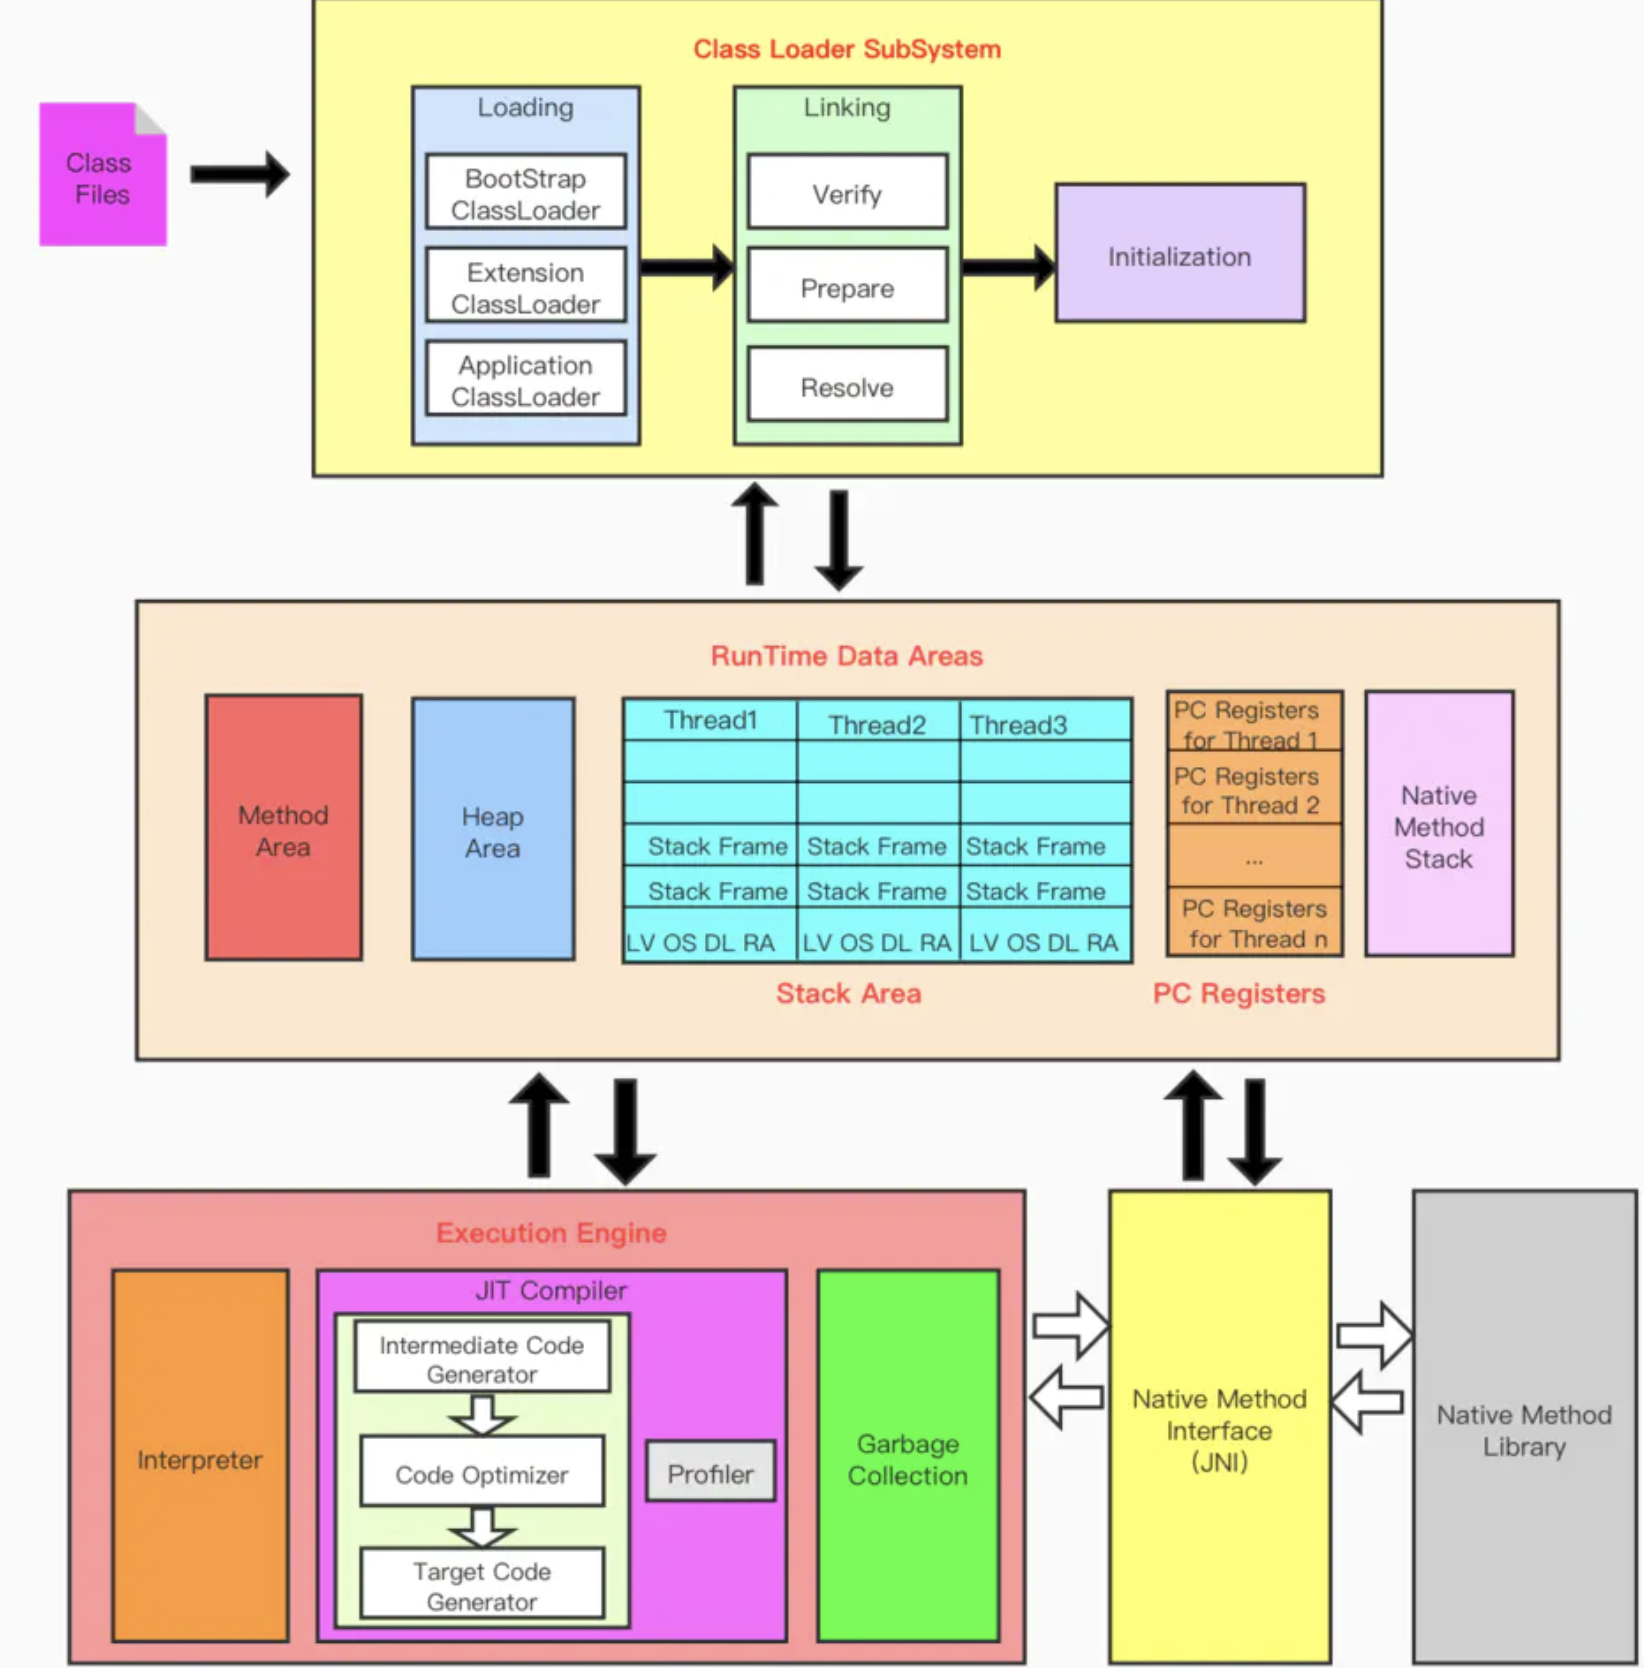 Class Loader SubSystem
Class
Files
Loading
BootStrap
ClassLoader
Extension
ClassLoader
Application
ClassLoader
Linking
Verify
Prepare
Resolve
Initialization
RunTime Data Areas
Method
Area
Heap
Area
Thread1
Thread2
Thread3
Stack Frame
Stack Frame
Stack Frame
Stack Frame
Stack Frame
Stack Frame
LV OS DL RA
LV OS DL RA
LV OS DL RA
Stack Area
PC Registers
for Thread 1
PC Registers
for Thread 2
...
PC Registers
for Thread n
PC Registers
Native
Method
Stack
Execution Engine
Interpreter
JIT Compiler
Intermediate Code
Generator
Code Optimizer
Target Code
Generator
Profiler
Garbage
Collection
Native Method
Interface
(JNI)
Native Method
Library